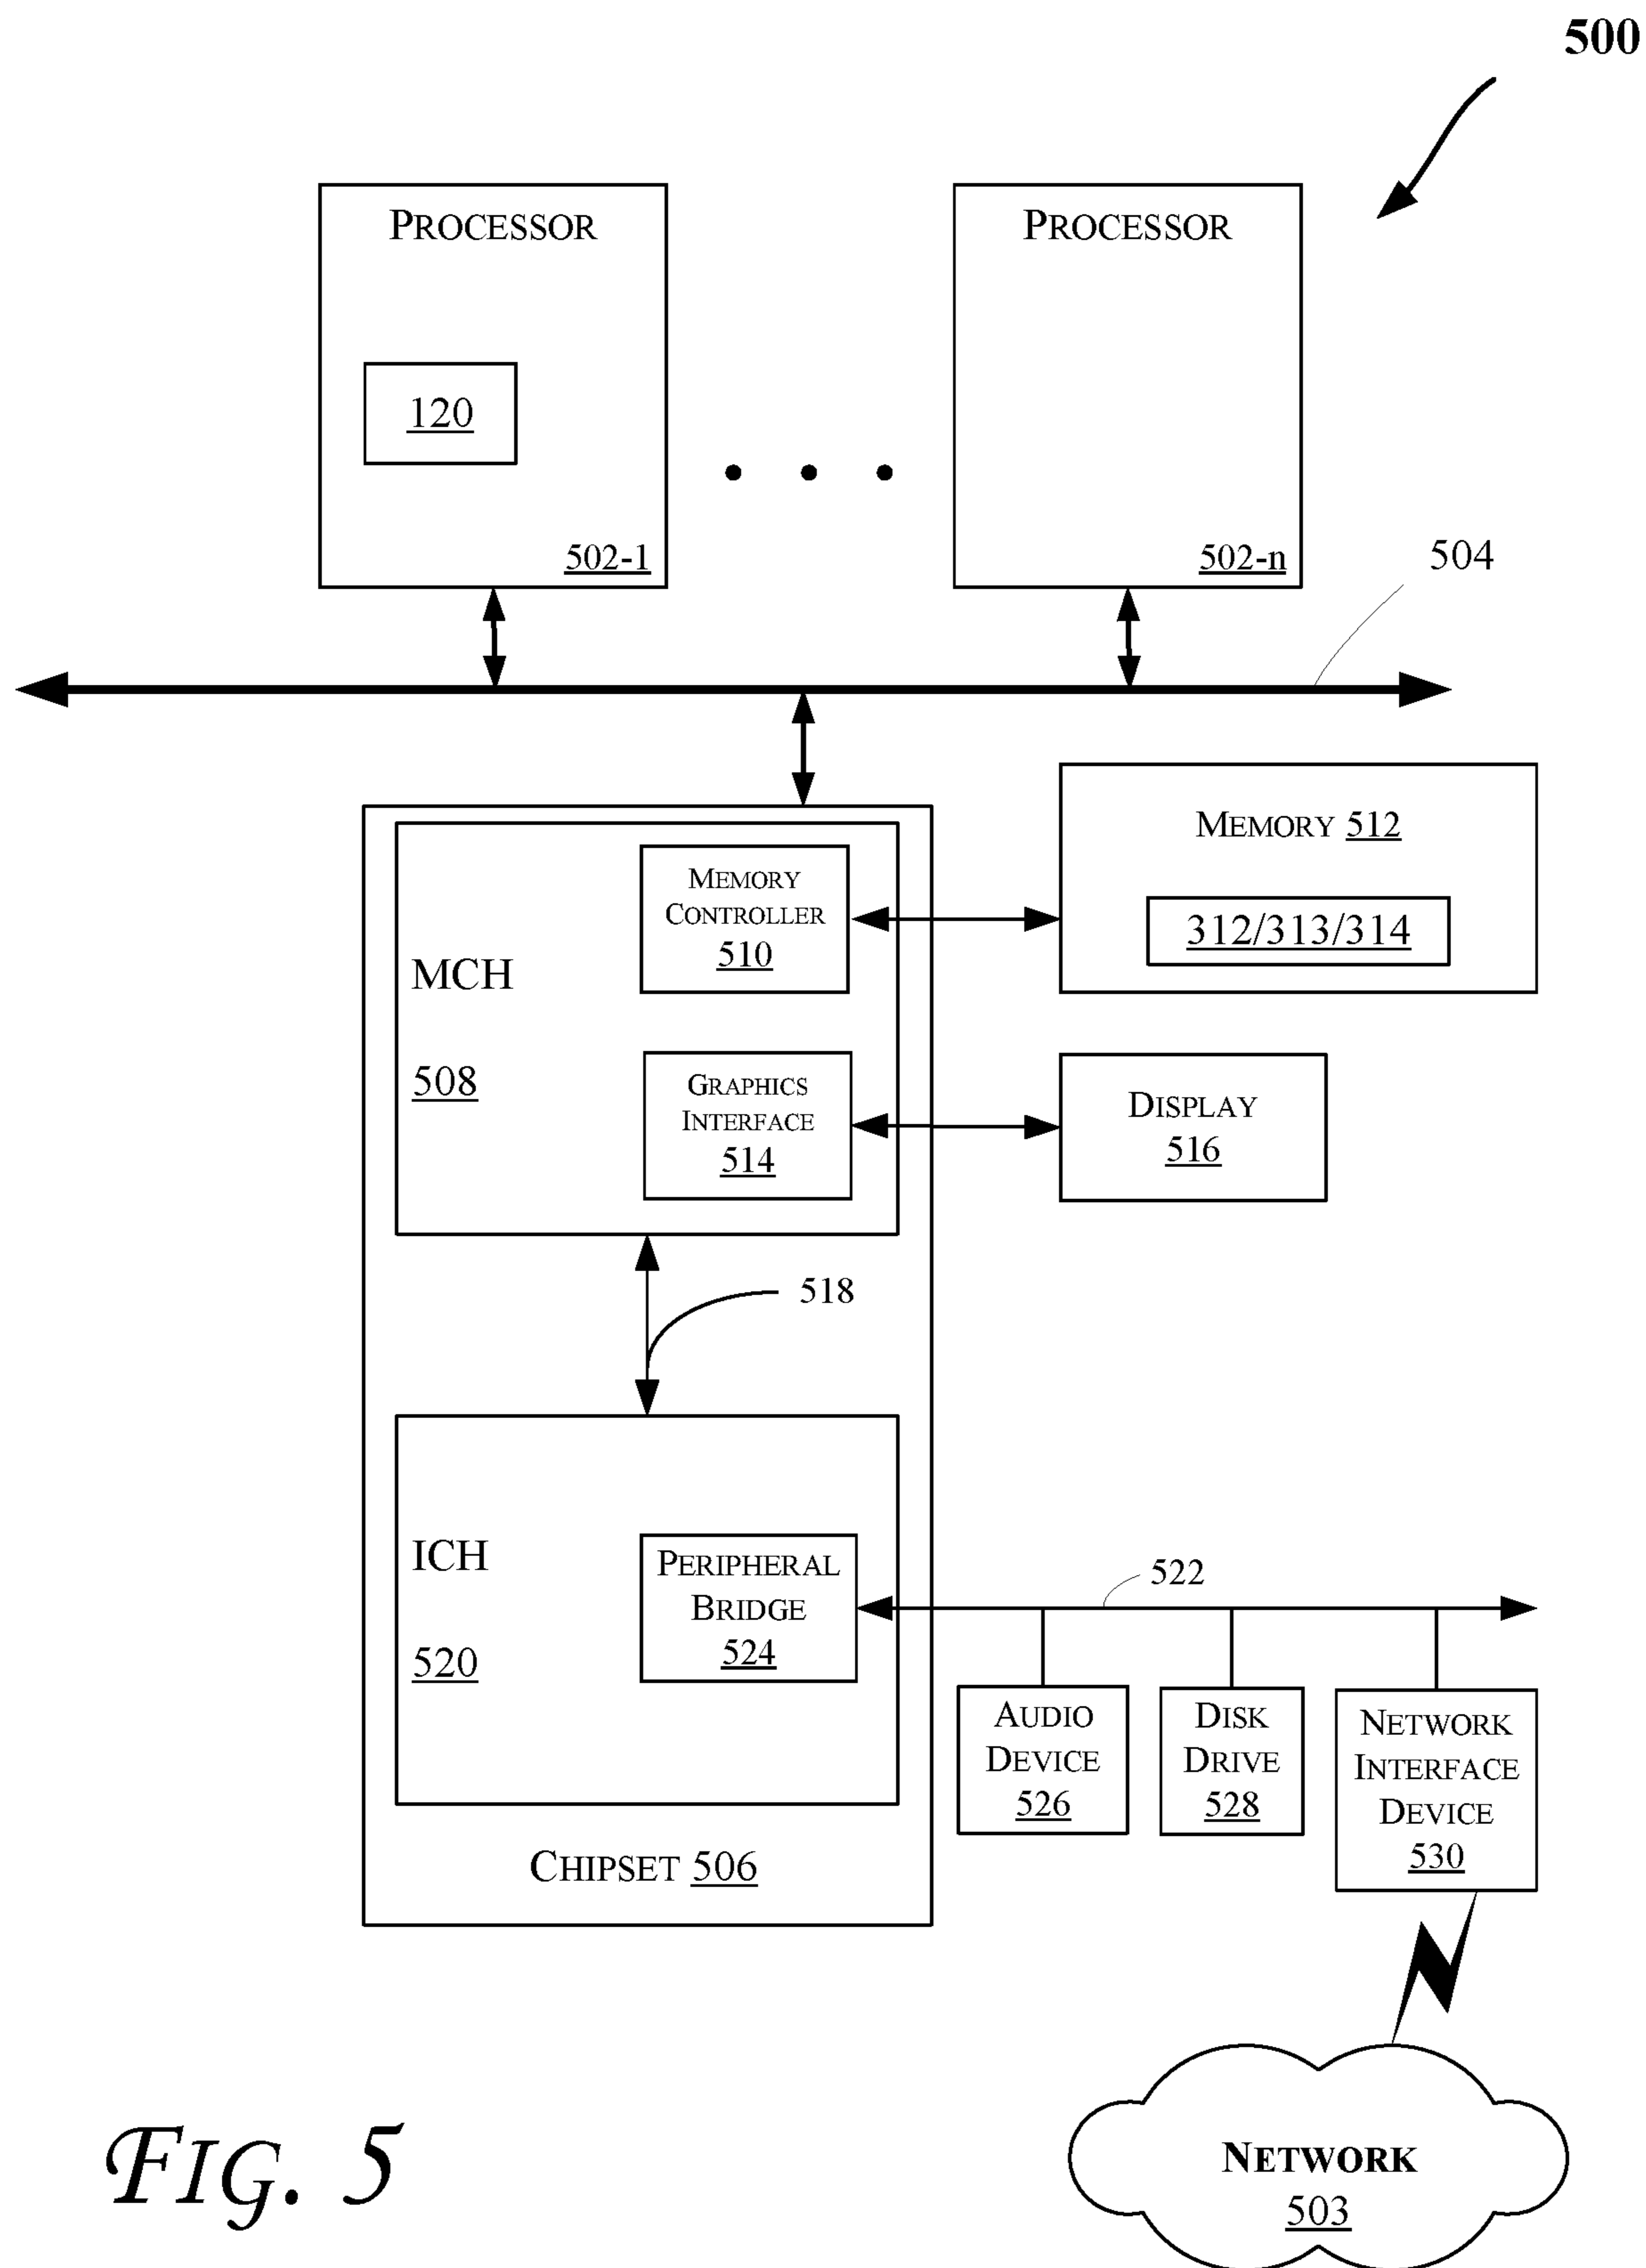 500
PROCESSOR
120
502-1
PROCESSOR
502-n
504
MEMORY 512
312/313/314
MEMORY
CONTROLLER
510
MCH
508
GRAPHICS
INTERFACE
514
DISPLAY
516
518
ICH
520
PERIPHERAL
BRIDGE
524
522
AUDIO
DEVICE
526
DISK
DRIVE
528
NETWORK
INTERFACE
DEVICE
530
CHIPSET 506
NETWORK
503
FIG. 5